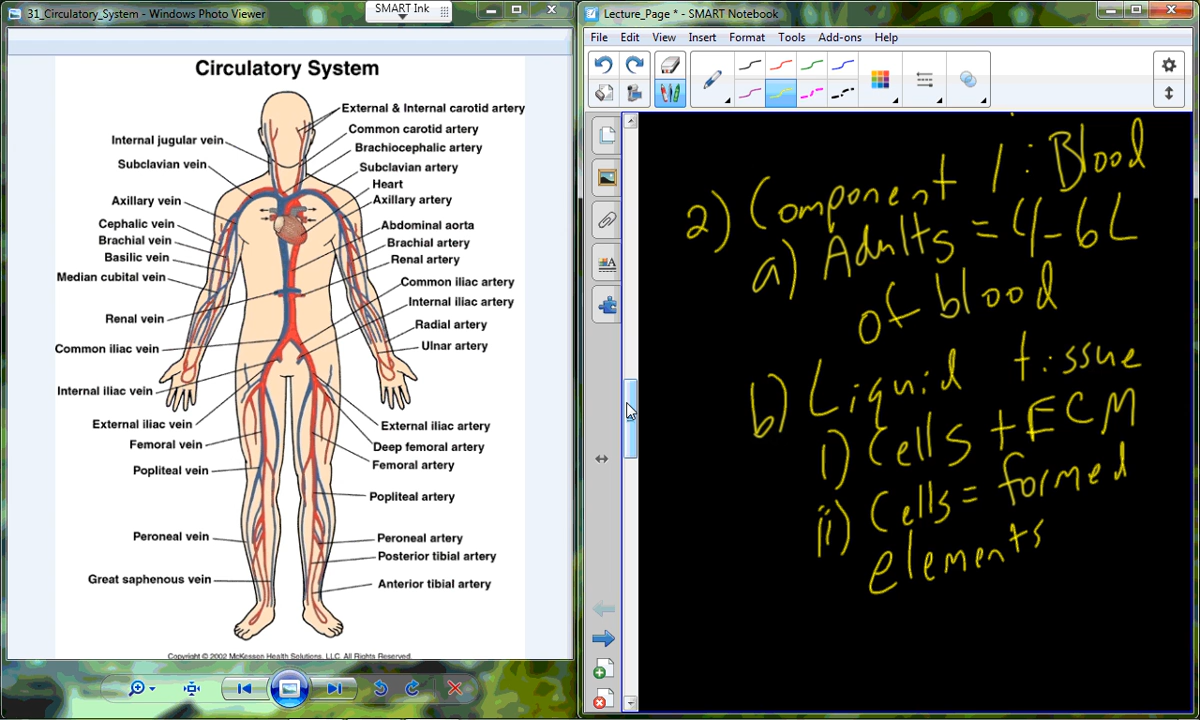 31_Circulatory_System - Windows Photo Viewer
SMART Ink
Circulatory System
External & Internal carotid artery
Common carotid artery
Internal jugular vein
Brachiocephalic artery
Subclavian vein
Subclavian artery
Heart
Axillary vein
Axillary artery
Cephalic vein
Abdominal aorta
Brachial vein
Brachial artery
Basilic vein
Renal artery
Median cubital vein
Common iliac artery
Internal iliac artery
Renal vein
Radial artery
Common iliac vein
Ulnar artery
Internal iliac vein
External iliac vein
External iliac artery
Femoral vein
Deep femoral artery
Popliteal vein
Femoral artery
Popliteal artery
Peroneal vein
Peroneal artery
Posterior tibial artery
Great saphenous vein
Anterior tibial artery
Copyright © 2002 McKesson Health Solutions, LLC. All Rights Reserved.
Lecture_Page * - SMART Notebook
File Edit View Insert Format Tools Add-ons Help
2) Component 1: Blood
a) Adults = 4-6L
of blood
b) Liquid tissue
i) Cells + ECM
ii) Cells = formed
elements